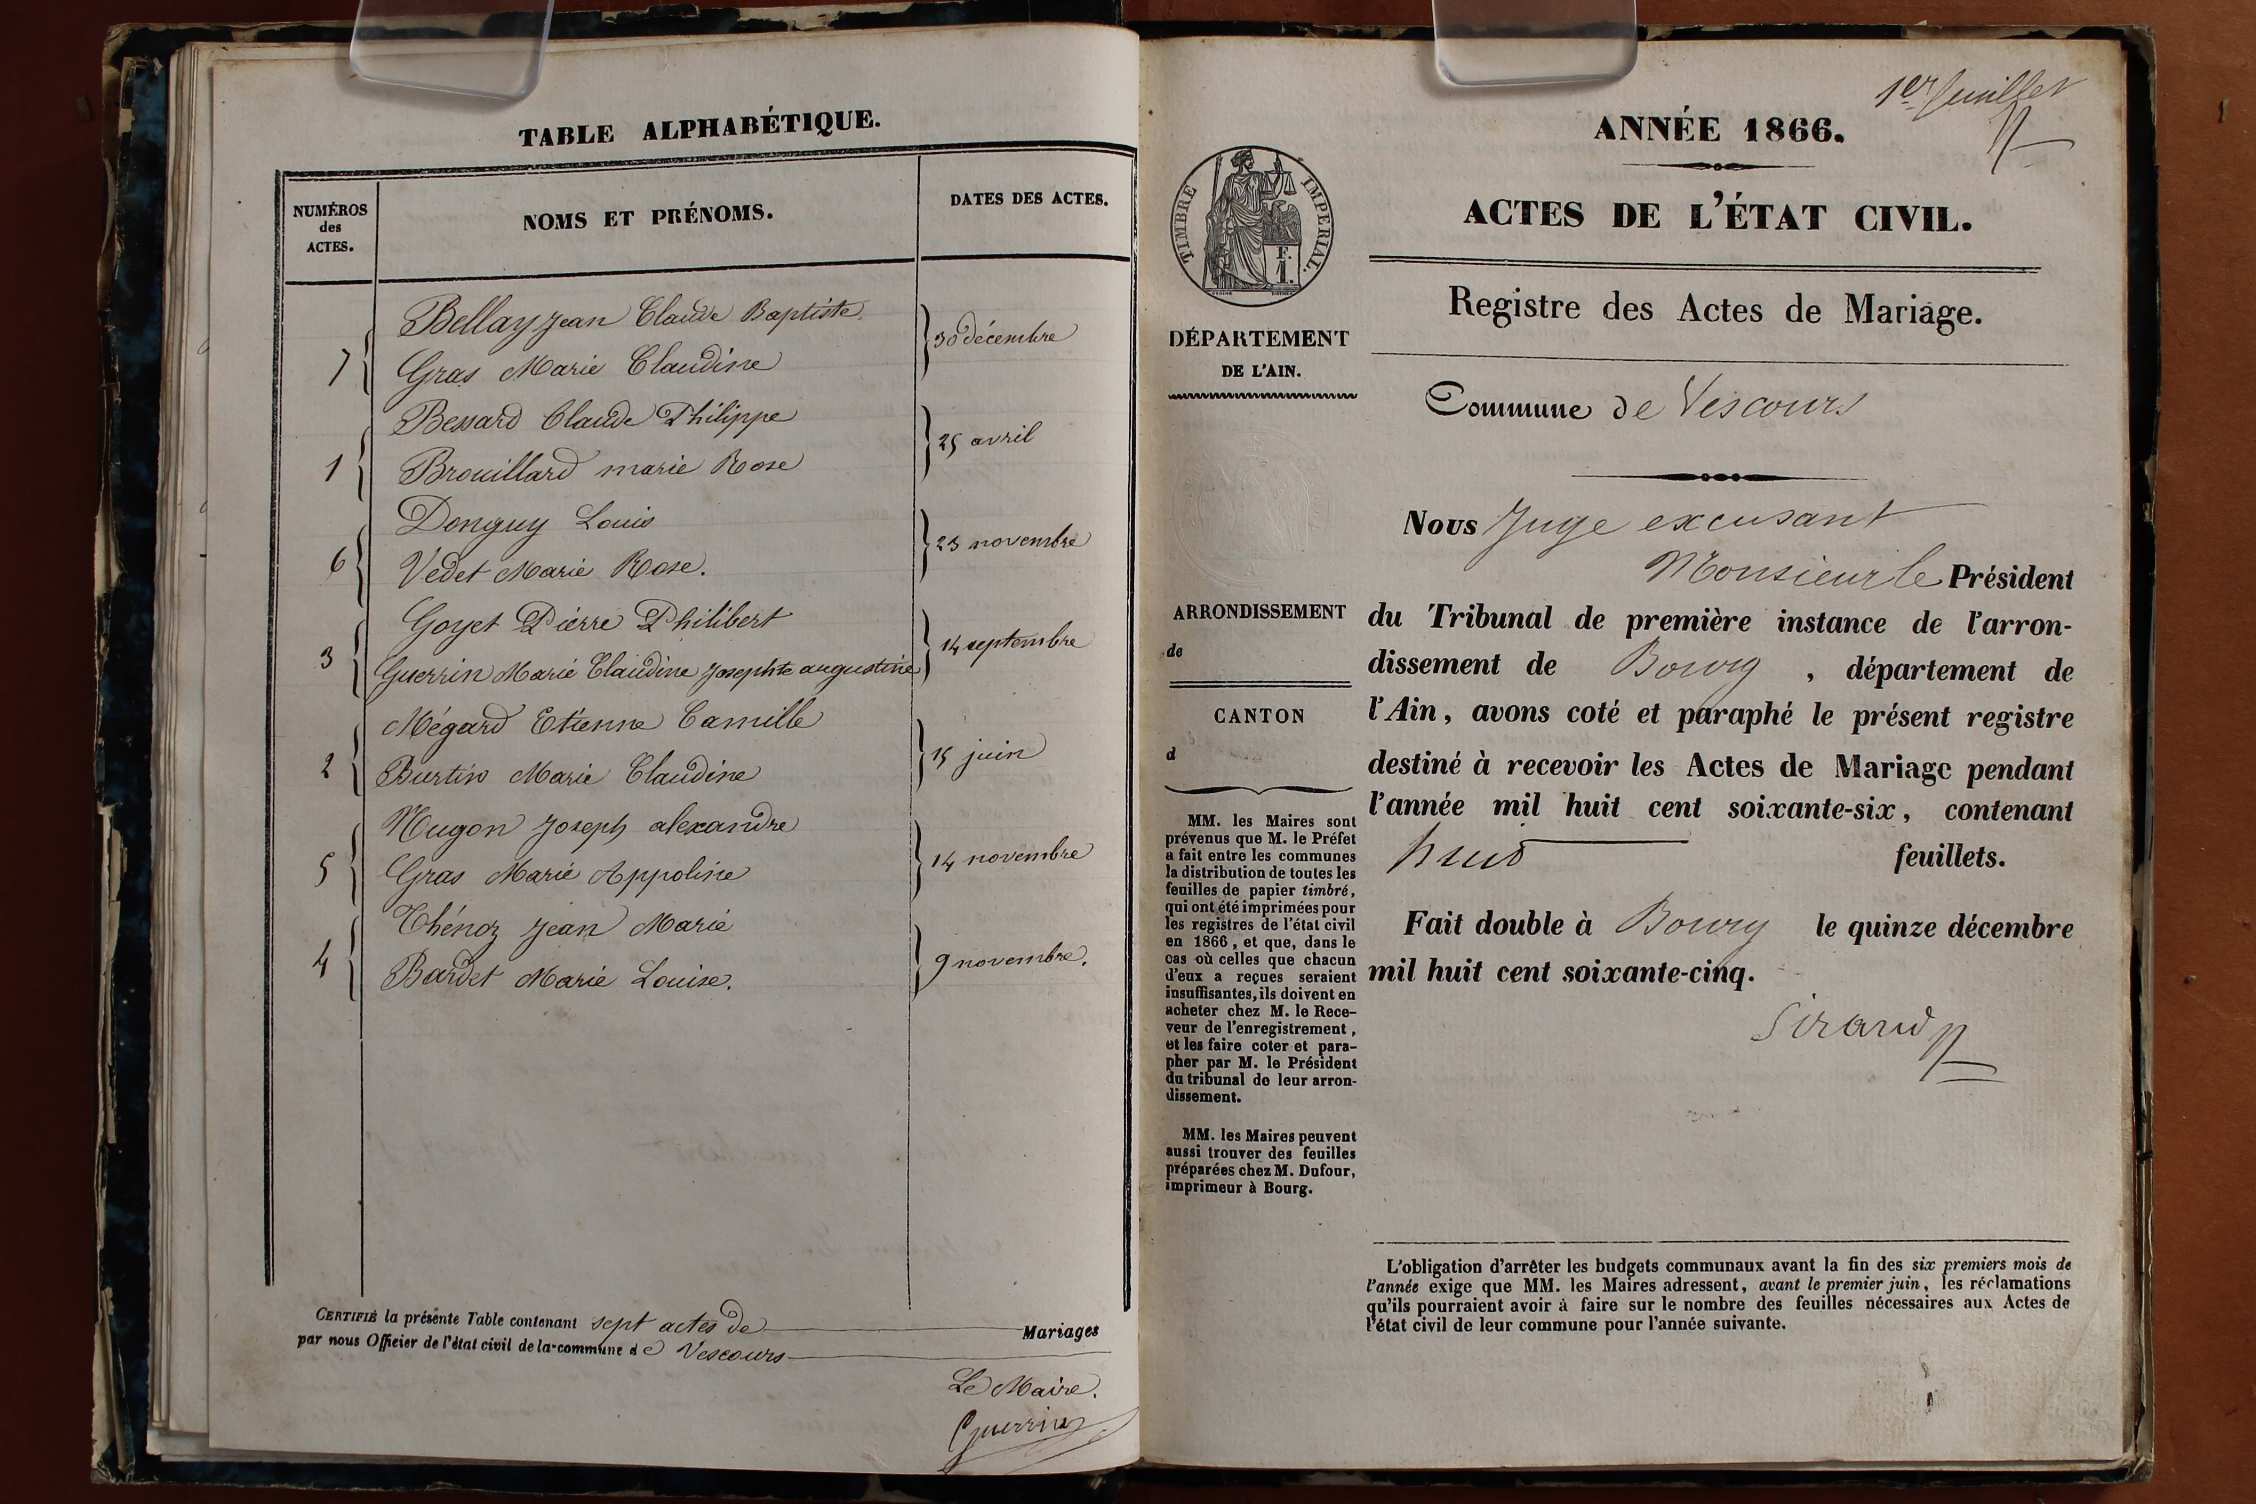 TABLE ALPHABÉTIQUE.
NUMÉROS
des
ACTES.
NOMS ET PRÉNOMS.
DATES DES ACTES.
Bellay Jean Claude Baptiste
7 Gras Marie Claudine
30 décembre
Bessard Claude Philippe
1 Brouillard marie Rose
25 avril
Donguy Louis
6 Vedet Marie Rose.
23 novembre
Goyet Pierre Philibert
3 Guerrin Marie Claudine Josephte augustine
14 septembre
Mégard Etienne Camille
2 Burtin Marie Claudine
15 juin
Nugon Joseph alexandre
5 Gras Marie Appoline
14 novembre
Thénoz Jean Marie
4 Bardet Marie Louise.
9 novembre.
CERTIFIÉ la présente Table contenant sept actes de Mariages
par nous Officier de l'état civil de la commune de Vescours
Le Maire.
Guerrin
1er feuillet
ANNÉE 1866.
ACTES DE L'ÉTAT CIVIL.
Registre des Actes de Mariage.
TIMBRE IMPERIAL.
F.
1.
DÉPARTEMENT
DE L'AIN.
ARRONDISSEMENT
de
CANTON
d
MM. les Maires sont
prévenus que M. le Préfet
a fait entre les communes
la distribution de toutes les
feuilles de papier timbré,
qui ont été imprimées pour
les registres de l'état civil
en 1866, et que, dans le
cas où celles que chacun
d'eux a reçues seraient
insuffisantes, ils doivent en
acheter chez M. le Rece-
veur de l'enregistrement,
et les faire coter et para-
pher par M. le Président
du tribunal de leur arron-
dissement.
MM. les Maires peuvent
aussi trouver des feuilles
préparées chez M. Dufour,
imprimeur à Bourg.
Commune de Vescours
Nous Juge excusant
Monsieur le Président
du Tribunal de première instance de l'arron-
dissement de Bourg, département de
l'Ain, avons coté et paraphé le présent registre
destiné à recevoir les Actes de Mariage pendant
l'année mil huit cent soixante-six, contenant
huit feuillets.
Fait double à Bourg le quinze décembre
mil huit cent soixante-cinq.
Sirand
L'obligation d'arrêter les budgets communaux avant la fin des six premiers mois de
l'année exige que MM. les Maires adressent, avant le premier juin, les réclamations
qu'ils pourraient avoir à faire sur le nombre des feuilles nécessaires aux Actes de
l'état civil de leur commune pour l'année suivante.